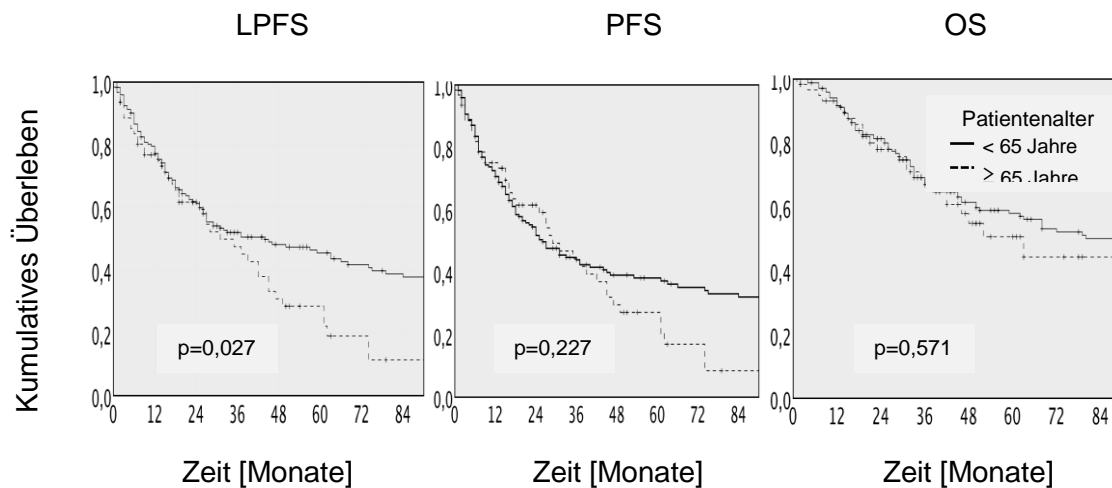 LPFS PFS OS
Kumulatives Überleben
1,0
0,8
0,6
0,4
0,2
0,0
p=0,027
0 12 24 36 48 60 72 84
1,0
0,8
0,6
0,4
0,2
0,0
p=0,227
0 12 24 36 48 60 72 84
1,0
0,8
0,6
0,4
0,2
0,0
Patientenalter
< 65 Jahre
≥ 65 Jahre
p=0,571
0 12 24 36 48 60 72 84
Zeit [Monate] Zeit [Monate] Zeit [Monate]